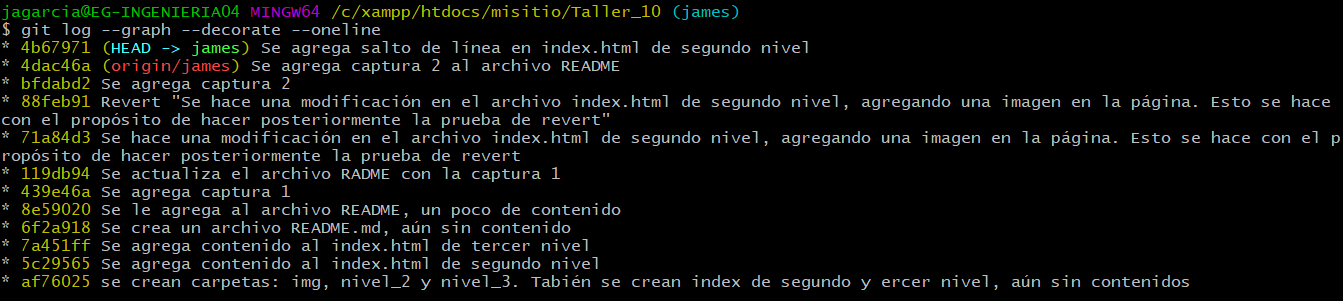 jagarcia@EG-INGENIERIA04 MINGW64 /c/xampp/htdocs/misitio/Taller_10 (james)
$ git log --graph --decorate --oneline
* 4b67971 (HEAD -> james) Se agrega salto de línea en index.html de segundo nivel
* 4dac46a (origin/james) Se agrega captura 2 al archivo README
* bfdabd2 Se agrega captura 2
* 88feb91 Revert "Se hace una modificación en el archivo index.html de segundo nivel, agregando una imagen en la página. Esto se hace
con el propósito de hacer posteriormente la prueba de revert"
* 71a84d3 Se hace una modificación en el archivo index.html de segundo nivel, agregando una imagen en la página. Esto se hace con el p
ropósito de hacer posteriormente la prueba de revert
* 119db94 Se actualiza el archivo RADME con la captura 1
* 439e46a Se agrega captura 1
* 8e59020 Se le agrega al archivo README, un poco de contenido
* 6f2a918 Se crea un archivo README.md, aún sin contenido
* 7a451ff Se agrega contenido al index.html de tercer nivel
* 5c29565 Se agrega contenido al index.html de segundo nivel
* af76025 se crean carpetas: img, nivel_2 y nivel_3. Tabién se crean index de segundo y ercer nivel, aún sin contenidos